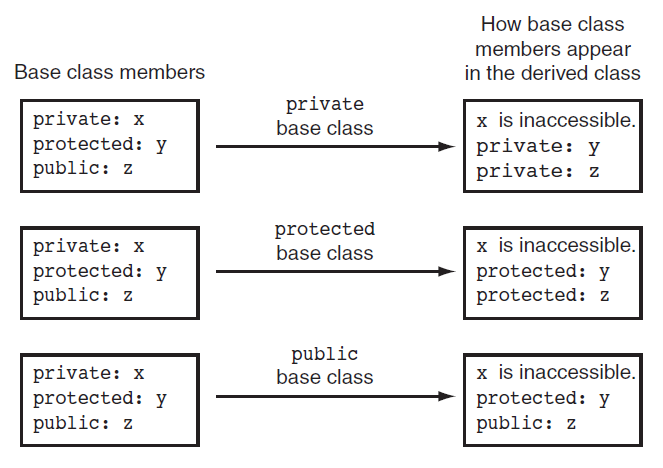 Base class members
How base class
members appear
in the derived class
private: x
protected: y
public: z
private
base class
x is inaccessible.
private: y
private: z
private: x
protected: y
public: z
protected
base class
x is inaccessible.
protected: y
protected: z
private: x
protected: y
public: z
public
base class
x is inaccessible.
protected: y
public: z